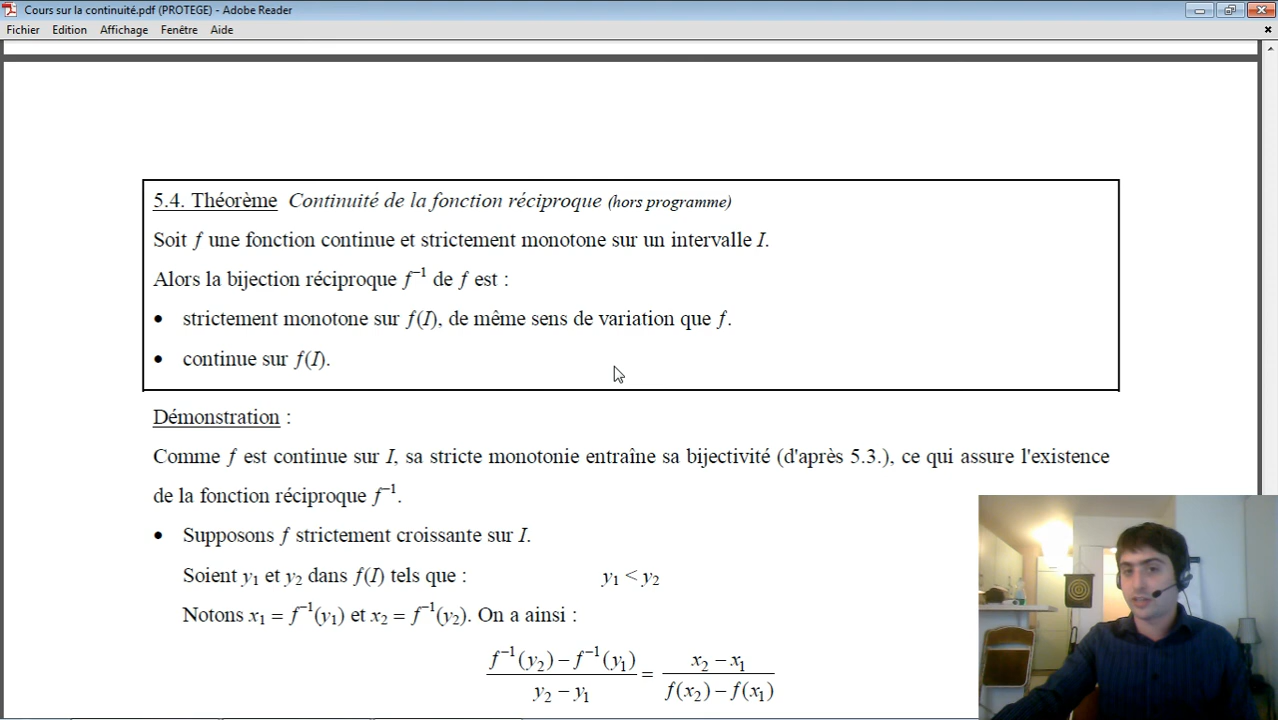 Cours sur la continuité.pdf (PROTEGE) - Adobe Reader
Fichier Edition Affichage Fenêtre Aide
5.4. Théorème Continuité de la fonction réciproque (hors programme)
Soit f une fonction continue et strictement monotone sur un intervalle I.
Alors la bijection réciproque f⁻¹ de f est :
• strictement monotone sur f(I), de même sens de variation que f.
• continue sur f(I).
Démonstration :
Comme f est continue sur I, sa stricte monotonie entraîne sa bijectivité (d'après 5.3.), ce qui assure l'existence
de la fonction réciproque f⁻¹.
• Supposons f strictement croissante sur I.
Soient y₁ et y₂ dans f(I) tels que : y₁ < y₂
Notons x₁ = f⁻¹(y₁) et x₂ = f⁻¹(y₂). On a ainsi :
(f⁻¹(y₂) − f⁻¹(y₁)) / (y₂ − y₁) = (x₂ − x₁) / (f(x₂) − f(x₁))